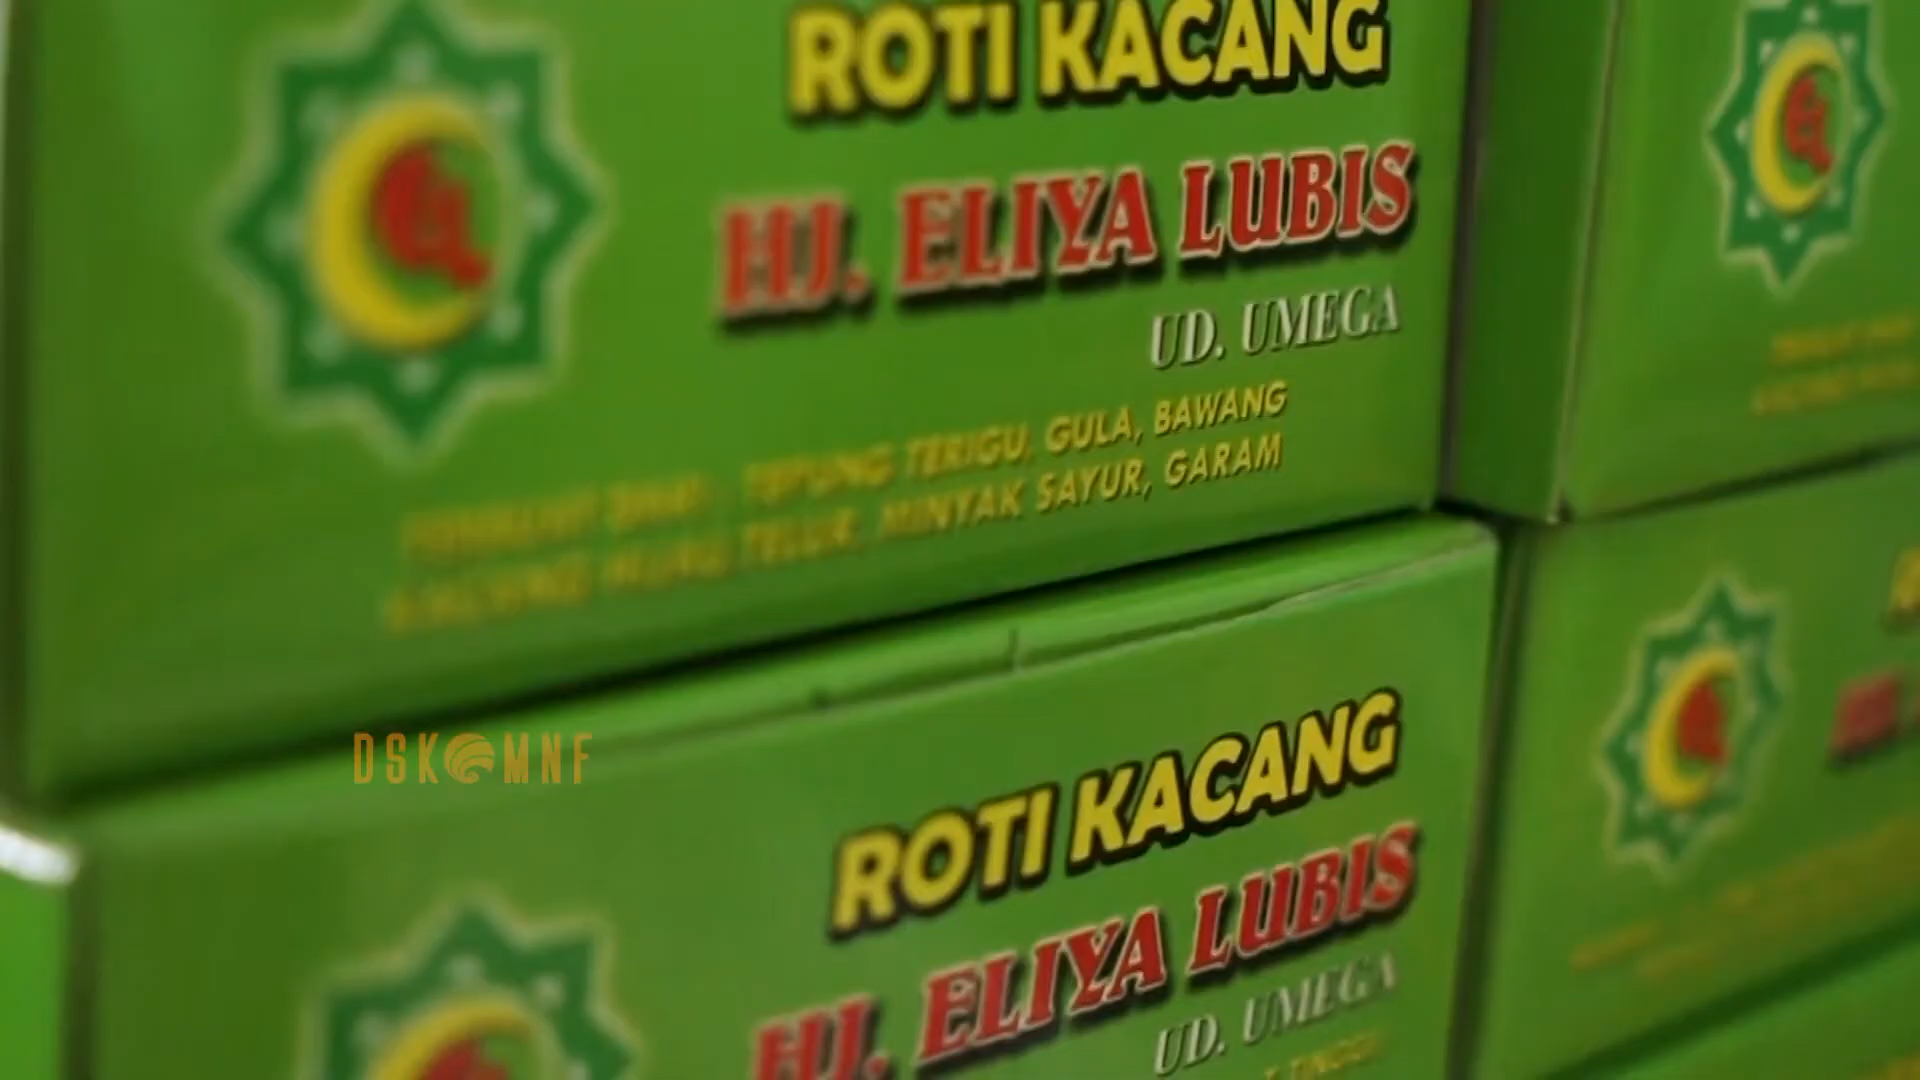 ROTI KACANG
HJ. ELIYA LUBIS
UD. UMEGA
TEPUNG TERIGU, GULA, BAWANG
TELUR, MINYAK SAYUR, GARAM
DSKOMNF
ROTI KACANG
HJ. ELIYA LUBIS
UD. UMEGA
TINGGI